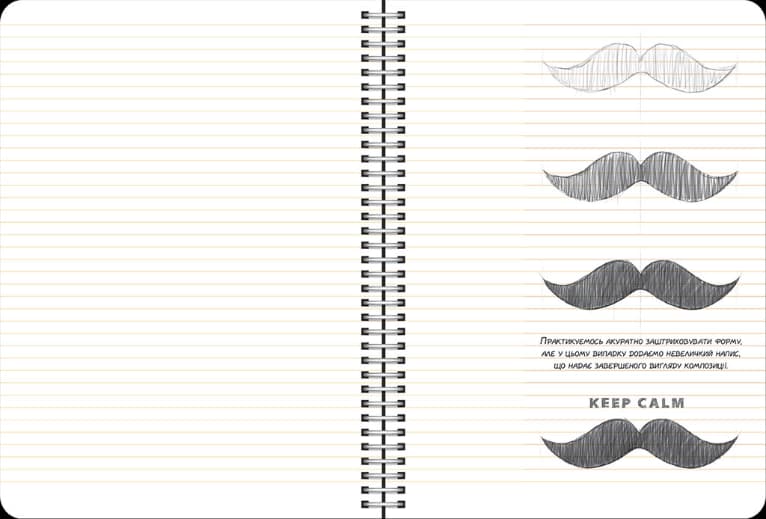 Практикуємось акуратно заштриховувати форму,
але у цьому випадку додаємо невеличкий напис,
що надає завершеного вигляду композиції.
KEEP CALM